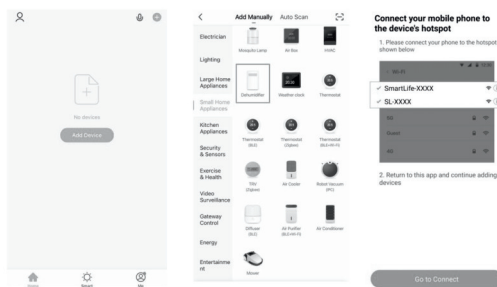 No devices
Add Device
Home
Smart
Me
Add Manually
Auto Scan
Electrician
Lighting
Large Home
Appliances
Small Home
Appliances
Kitchen
Appliances
Security
& Sensors
Exercise
& Health
Video
Surveillance
Gateway
Control
Energy
Entertainme
nt
Mosquito Lamp
Air Box
HVAC
Dehumidifier
Weather clock
Thermostat
Thermostat
(BLE)
Thermostat
(Zigbee)
Thermostat
(BLE+Wi-Fi)
TRV
(Zigbee)
Air Cooler
Robot Vacuum
Diffuser
(BLE)
Air Purifier
(BLE+Wi-Fi)
Air Conditioner
Mower
Connect your mobile phone to
the device's hotspot
1. Please connect your phone to the hotspot
shown below
Wi-Fi
SmartLife-XXXX
SL-XXXX
Guest
2. Return to this app and continue adding
devices
Go to Connect